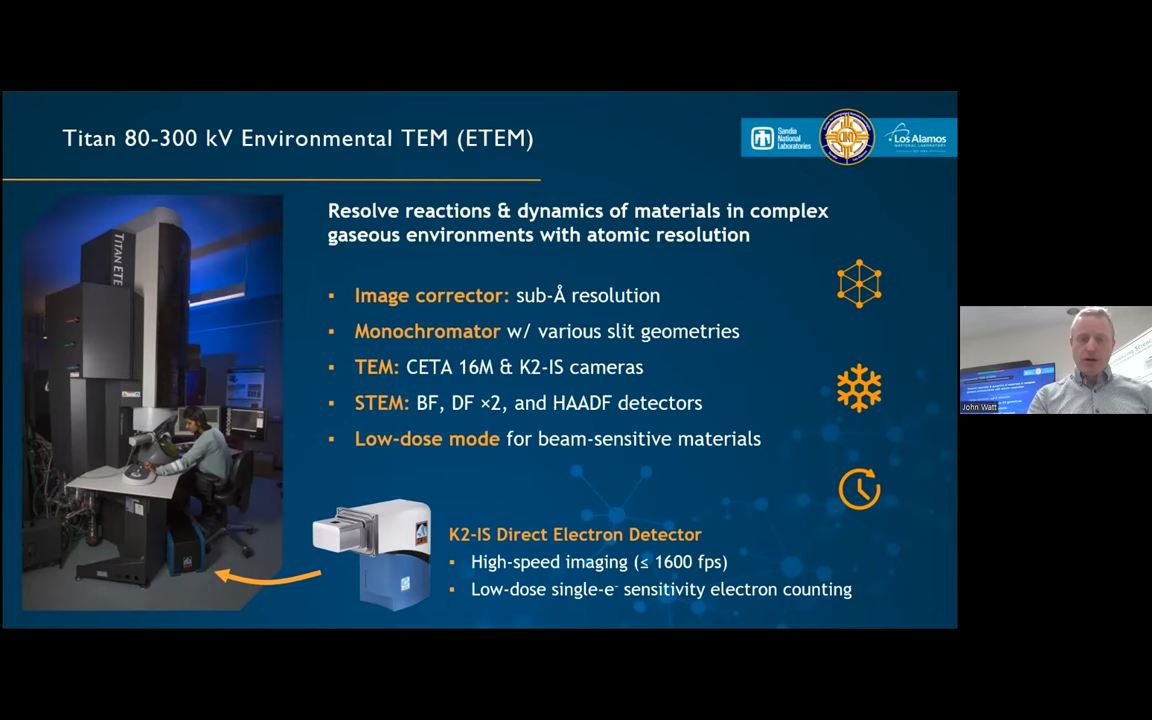 Titan 80-300 kV Environmental TEM (ETEM)
Sandia
National
Laboratories
CINT
Los Alamos
NATIONAL LABORATORY
TITAN ETE
Resolve reactions & dynamics of materials in complex
gaseous environments with atomic resolution
▪ Image corrector: sub-Å resolution
▪ Monochromator w/ various slit geometries
▪ TEM: CETA 16M & K2-IS cameras
▪ STEM: BF, DF ×2, and HAADF detectors
▪ Low-dose mode for beam-sensitive materials
John Watt
K2-IS Direct Electron Detector
▪ High-speed imaging (≤ 1600 fps)
▪ Low-dose single-e⁻ sensitivity electron counting